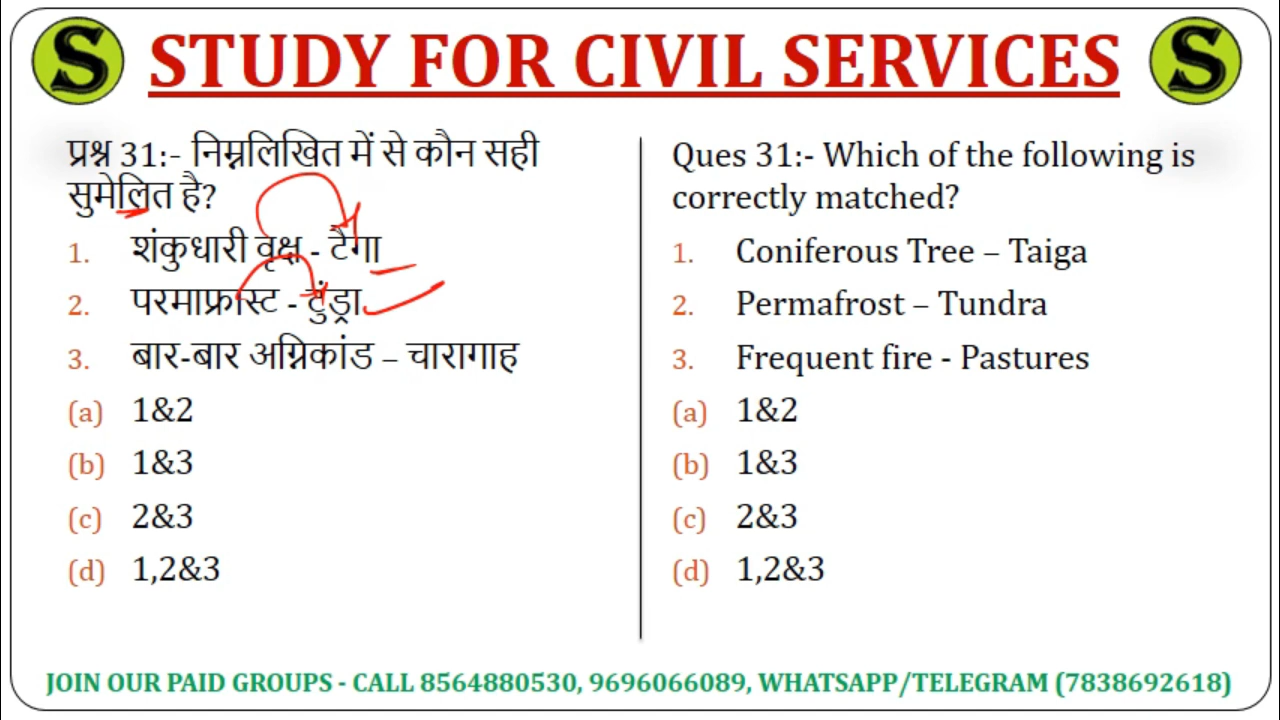 S STUDY FOR CIVIL SERVICES S
प्रश्न 31:- निम्नलिखित में से कौन सही
सुमेलित है?
1. शंकुधारी वृक्ष - टैगा
2. परमाफ्रास्ट - टुंड्रा
3. बार-बार अग्निकांड – चारागाह
(a) 1&2
(b) 1&3
(c) 2&3
(d) 1,2&3
Ques 31:- Which of the following is
correctly matched?
1. Coniferous Tree – Taiga
2. Permafrost – Tundra
3. Frequent fire - Pastures
(a) 1&2
(b) 1&3
(c) 2&3
(d) 1,2&3
JOIN OUR PAID GROUPS - CALL 8564880530, 9696066089, WHATSAPP/TELEGRAM (7838692618)